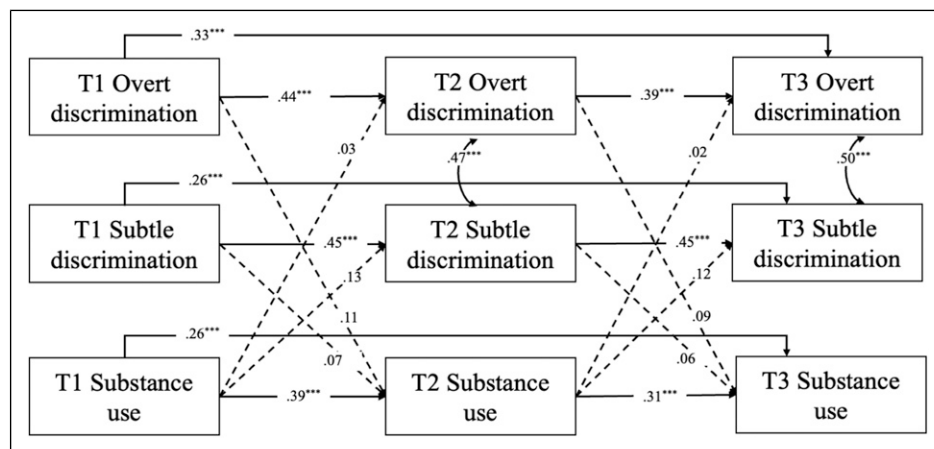 .33***
T1 Overt
discrimination
.44***
T2 Overt
discrimination
.39***
T3 Overt
discrimination
.03
.47***
.02
.50***
.26***
T1 Subtle
discrimination
.45***
T2 Subtle
discrimination
.45***
T3 Subtle
discrimination
.13
.12
.11
.09
.26***
.07
.06
T1 Substance
use
.39***
T2 Substance
use
.31***
T3 Substance
use